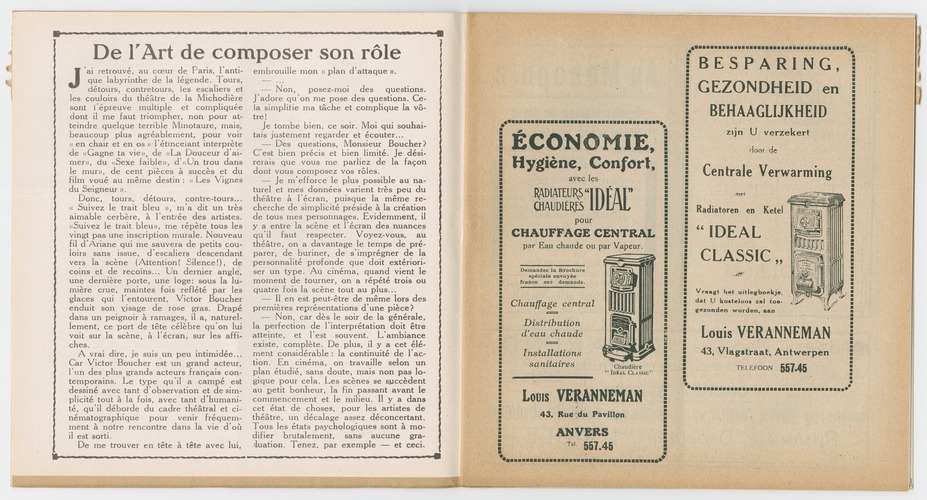 De l'Art de composer son rôle
J'ai retrouvé, au cœur de Paris, l'anti-
que labyrinthe de la légende. Tours,
détours, contretours, les escaliers et
les couloirs du théâtre de la Michodière
sont l'épreuve multiple et compliquée
dont il me faut triompher, non pour at-
teindre quelque terrible Minotaure, mais,
beaucoup plus agréablement, pour voir
« en chair et en os » l'étincelant interprète
de «Gagne ta vie», de «La Douceur d'ai-
mer», du «Sexe faible», d'«Un trou dans
le mur», de cent pièces à succès et du
film voué au même destin : « Les Vignes
du Seigneur ».
Donc, tours, détours, contre-tours...
« Suivez le trait bleu », m'a dit un très
aimable cerbère, à l'entrée des artistes.
«Suivez le trait bleu», me répète tous les
vingt pas une inscription murale. Nouveau
fil d'Ariane qui me sauvera de petits cou-
loirs sans issue, d'escaliers descendant
vers la scène (Attention! Silence!), de
coins et de recoins... Un dernier angle,
une dernière porte, une loge: sous la lu-
mière crue, maintes fois reflété par les
glaces qui l'entourent, Victor Boucher
enduit son visage de rose gras. Drapé
dans un peignoir à ramages, il a, naturel-
lement, ce port de tête célèbre qu'on lui
voit sur la scène, à l'écran, sur les affi-
ches.
A vrai dire, je suis un peu intimidée...
Car Victor Boucher est un grand acteur,
l'un des plus grands acteurs français con-
temporains. Le type qu'il a campé est
dessiné avec tant d'observation et de sim-
plicité tout à la fois, avec tant d'humani-
té, qu'il déborde du cadre théâtral et ci-
nématographique pour venir fréquem-
ment à notre rencontre dans la vie d'où
il est sorti.
De me trouver en tête à tête avec lui,
embrouille mon « plan d'attaque ».
— ...
— Non, posez-moi des questions.
J'adore qu'on me pose des questions. Ce-
la simplifie ma tâche et complique la vô-
tre!
Je tombe bien, ce soir. Moi qui souhai-
tais justement regarder et écouter...
— Des questions, Monsieur Boucher?
C'est bien précis et bien limité. Je dési-
rerais que vous me parliez de la façon
dont vous composez vos rôles.
— Je m'efforce le plus possible au na-
turel et mes données varient très peu du
théâtre à l'écran, puisque la même re-
cherche de simplicité préside à la création
de tous mes personnages. Evidemment, il
y a entre la scène et l'écran des nuances
qu'il faut respecter. Voyez-vous, au
théâtre, on a davantage le temps de pré-
parer, de buriner, de s'imprégner de la
personnalité profonde que doit extériori-
ser un type. Au cinéma, quand vient le
moment de tourner, on a répété trois ou
quatre fois la scène tout au plus...
— Il en est peut-être de même lors des
premières représentations d'une pièce?
— Non, car dès le soir de la générale,
la perfection de l'interprétation doit être
atteinte, et l'est souvent. L'ambiance
existe, complète. De plus, il y a cet élé-
ment considérable : la continuité de l'ac-
tion. En cinéma, on travaille selon un
plan étudié, sans doute, mais non pas lo-
gique pour cela. Les scènes se succèdent
au petit bonheur, la fin passant avant le
commencement et le milieu. Il y a dans
cet état de choses, pour les artistes de
théâtre, un décalage assez déconcertant.
Tous les états psychologiques sont à mo-
difier brutalement, sans aucune gra-
duation. Tenez, par exemple — et ceci,
ÉCONOMIE,
Hygiène, Confort,
avec les
RADIATEURS
CHAUDIÈRES "IDÉAL"
pour
CHAUFFAGE CENTRAL
par Eau chaude ou par Vapeur.
Demandez la Brochure
spéciale envoyée
franco sur demande.
Chauffage central
Distribution
d'eau chaude
Installations
sanitaires
Chaudière
"IDEAL CLASSIC"
Louis VERANNEMAN
43, Rue du Pavillon
ANVERS
Tél. 557.45
BESPARING,
GEZONDHEID en
BEHAAGLIJKHEID
zijn U verzekert
door de
Centrale Verwarming
met
Radiatoren en Ketel
"IDEAL
CLASSIC„
Vraagt het uitlegboekje,
dat U kosteloos zal toe-
gezonden worden, aan
Louis VERANNEMAN
43, Vlagstraat, Antwerpen
TELEFOON 557.45